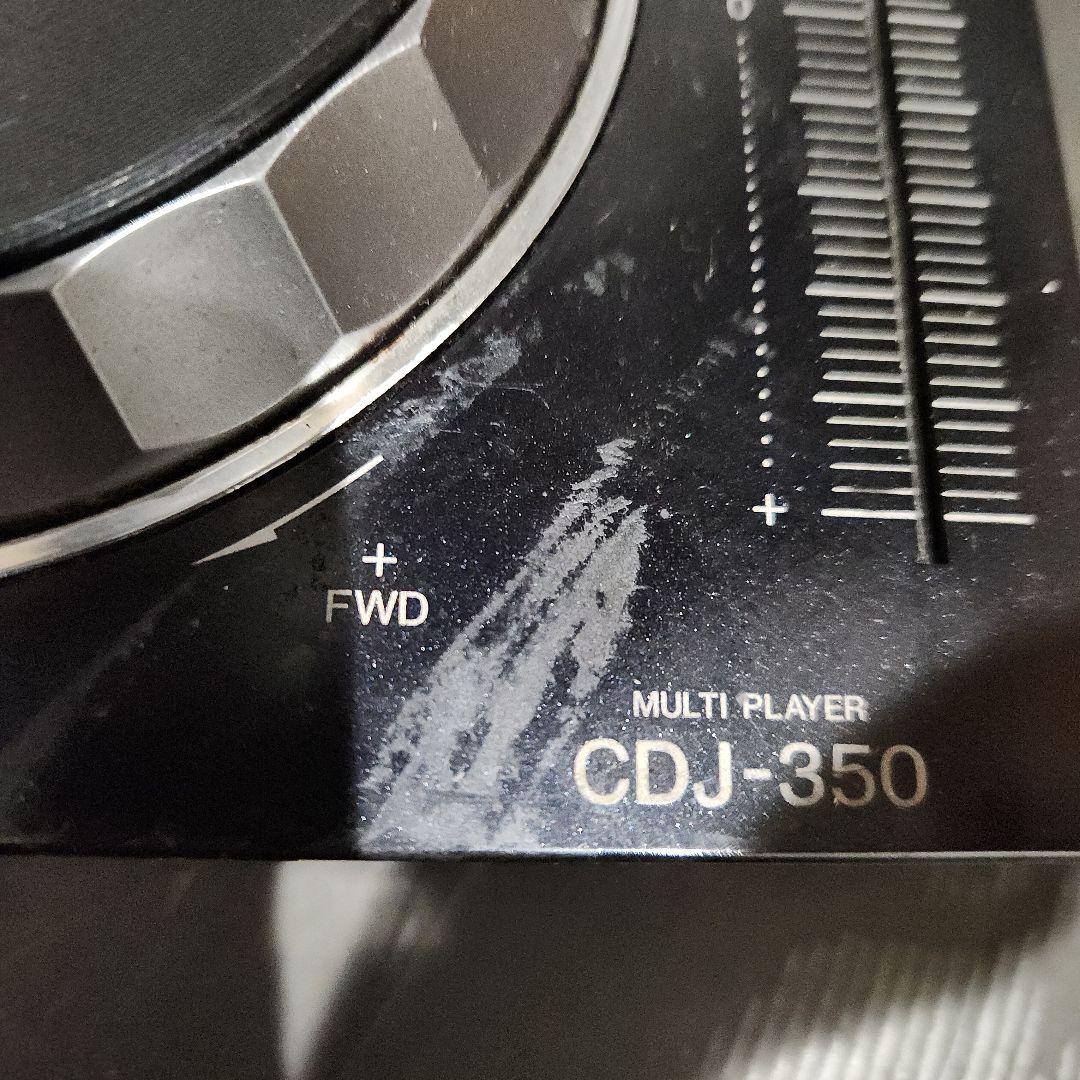 +
+
FWD
MULTI PLAYER
CDJ-350